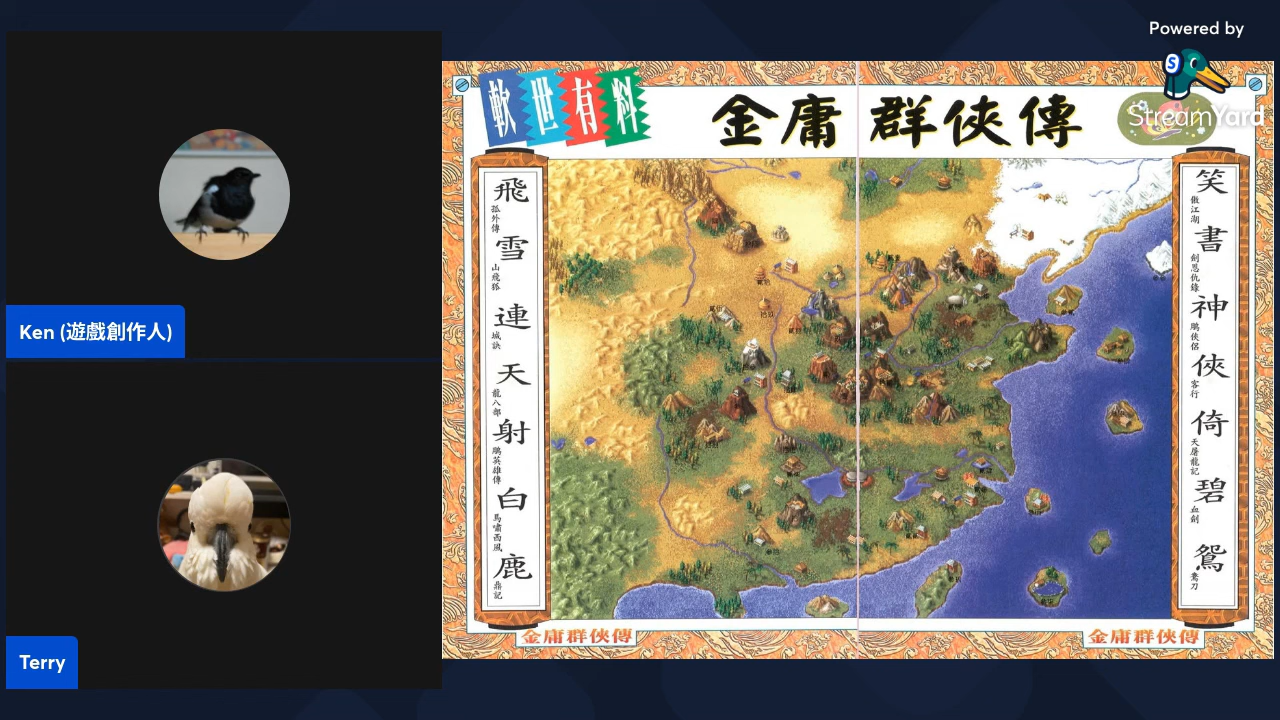 Powered by
StreamYard
軟世有料
金庸群俠傳
飛
孤外傳
雪
山飛狐
連
城訣
天
龍八部
射
鵰英雄傳
白
馬嘯西風
鹿
鼎記
笑
傲江湖
書
劍恩仇錄
神
鵰俠侶
俠
客行
倚
天屠龍記
碧
血劍
鴛
鴦刀
金庸群俠傳
金庸群俠傳
Ken (遊戲創作人)
Terry